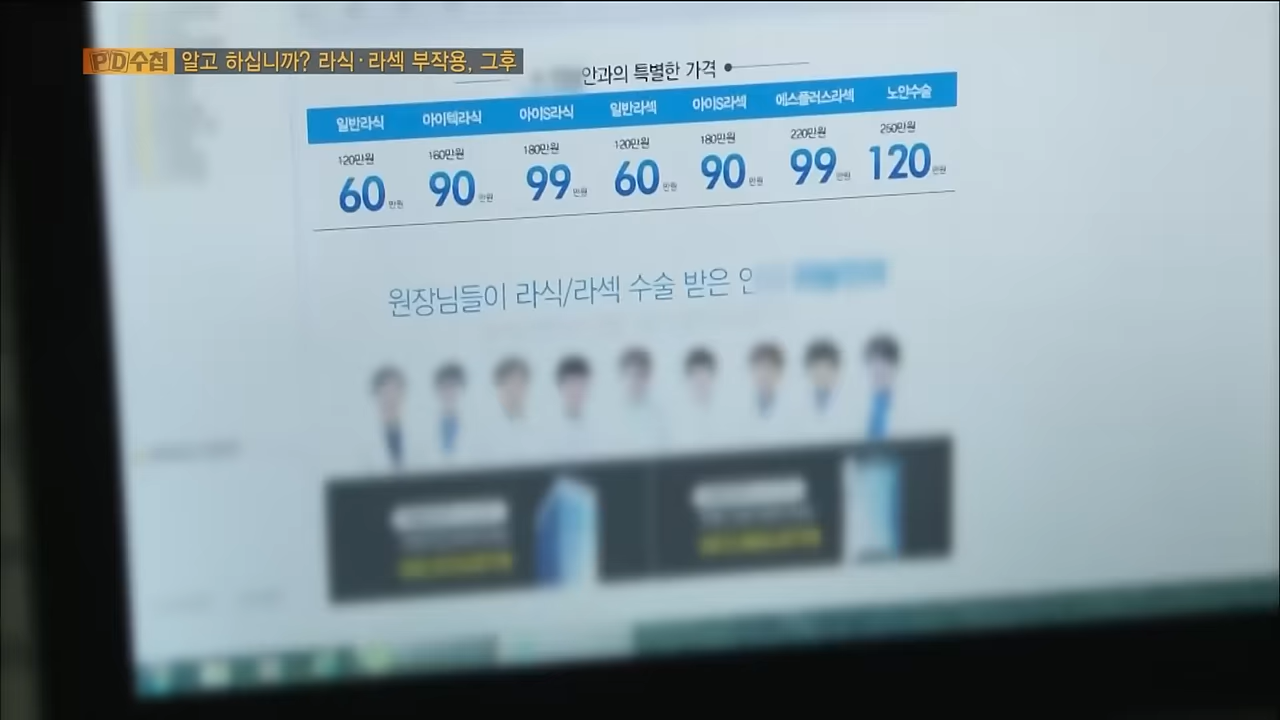 PD수첩 알고 하십니까? 라식·라섹 부작용, 그후
안과의 특별한 가격
일반라식 아이텍라식 아이S라식 일반라섹 아이S라섹 에스플러스라섹 노안수술
120만원 160만원 180만원 120만원 180만원 220만원 250만원
60만원 90만원 99만원 60만원 90만원 99만원 120만원
원장님들이 라식/라섹 수술 받은